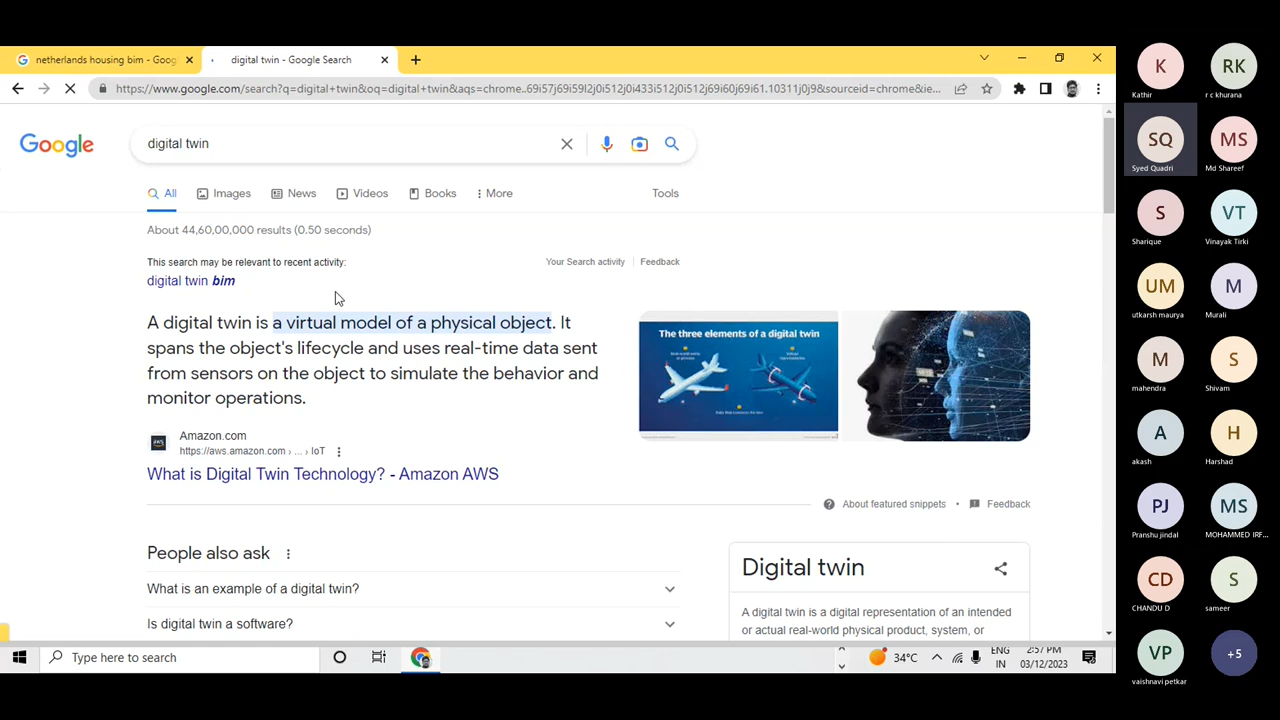 netherlands housing bim - Goog
digital twin - Google Search
https://www.google.com/search?q=digital+twin&oq=digital+twin&aqs=chrome..69i57j69i59l2j0i512j0i433i512j0i512j69i60j69i61.10311j0j9&sourceid=chrome&ie...
Google
digital twin
All
Images
News
Videos
Books
More
Tools
About 44,60,00,000 results (0.50 seconds)
This search may be relevant to recent activity:
Your Search activity
Feedback
digital twin bim
A digital twin is a virtual model of a physical object. It
spans the object's lifecycle and uses real-time data sent
from sensors on the object to simulate the behavior and
monitor operations.
The three elements of a digital twin
aws
Amazon.com
https://aws.amazon.com › ... › IoT
What is Digital Twin Technology? - Amazon AWS
About featured snippets
Feedback
People also ask
What is an example of a digital twin?
Is digital twin a software?
Digital twin
A digital twin is a digital representation of an intended
or actual real-world physical product, system, or
Type here to search
34°C
ENG
IN
2:57 PM
03/12/2023
K
Kathir
RK
r c khurana
SQ
Syed Quadri
MS
Md Shareef
S
Sharique
VT
Vinayak Tirki
UM
utkarsh maurya
M
Murali
M
mahendra
S
Shivam
A
akash
H
Harshad
PJ
Pranshu jindal
MS
MOHAMMED IRF...
CD
CHANDU D
S
sameer
VP
vaishnavi petkar
+5